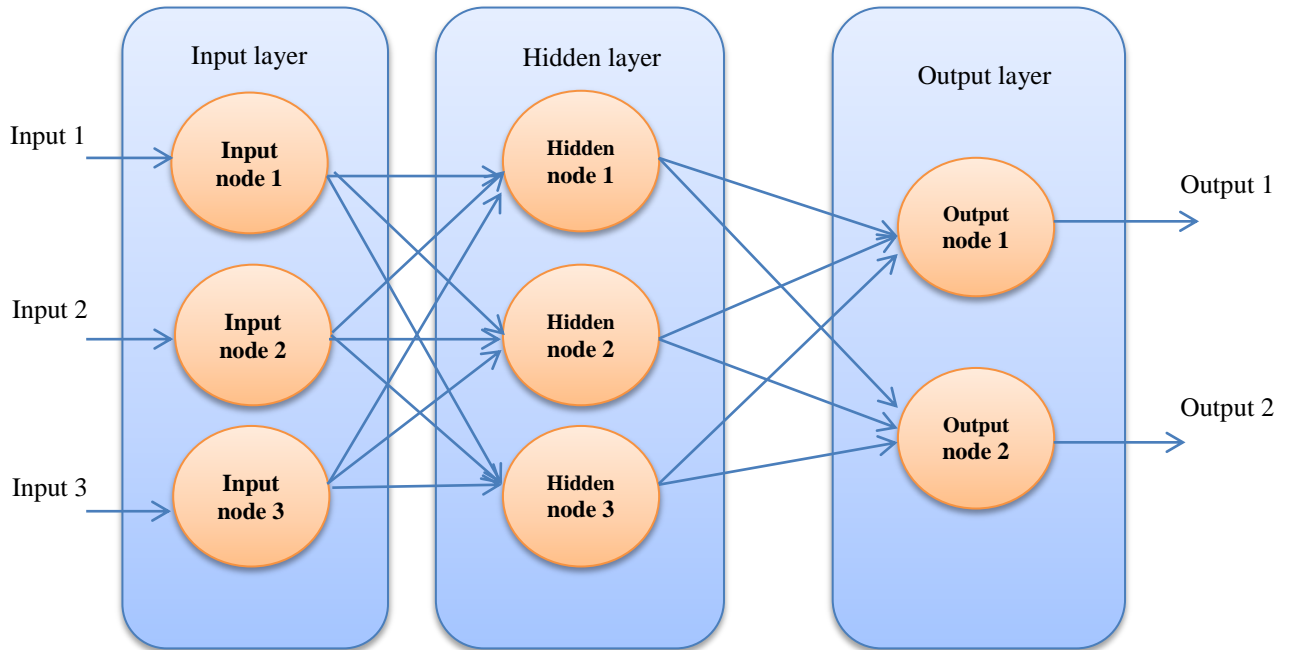 Input layer
Hidden layer
Output layer
Input 1
Input 2
Input 3
Input
node 1
Input
node 2
Input
node 3
Hidden
node 1
Hidden
node 2
Hidden
node 3
Output
node 1
Output
node 2
Output 1
Output 2